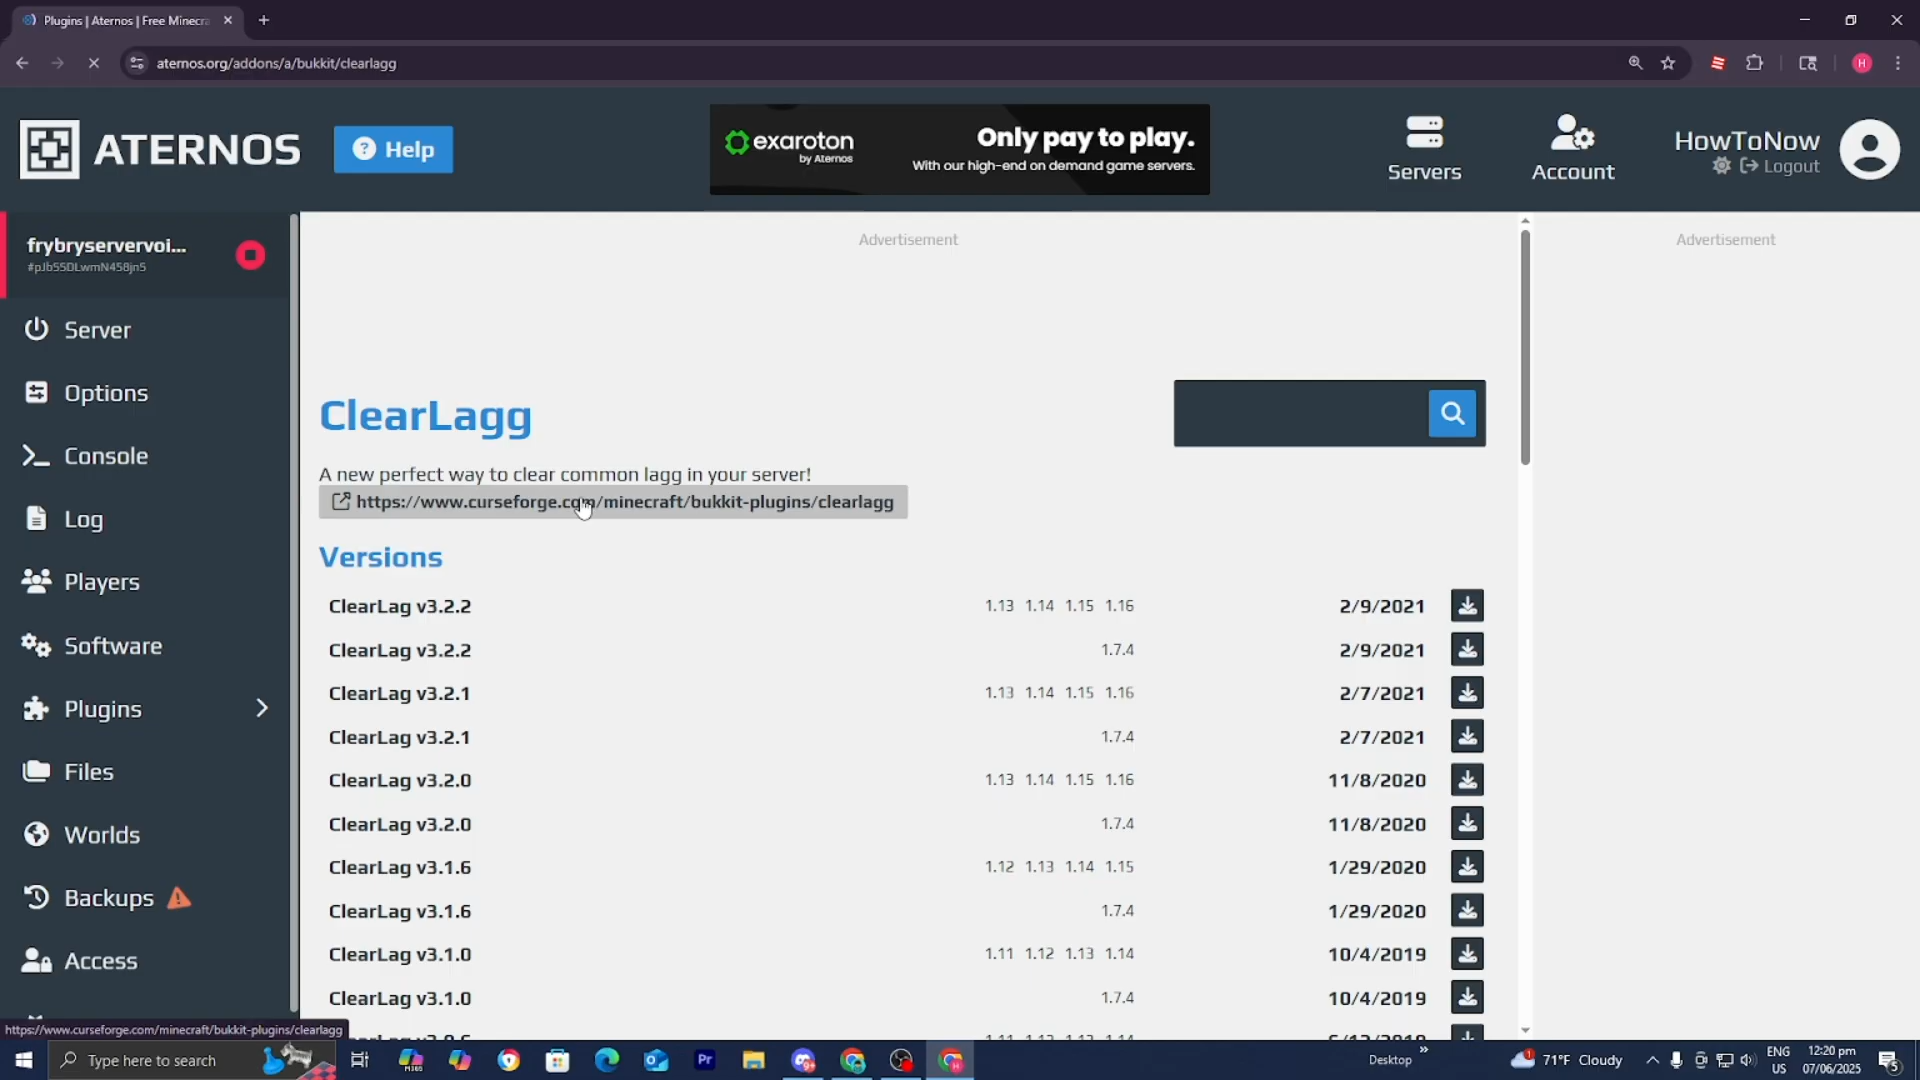 Plugins | Aternos | Free Minecra
aternos.org/addons/a/bukkit/clearlagg
H
ATERNOS
Help
exaroton
by Aternos
Only pay to play.
With our high-end on demand game servers.
Servers
Account
HowToNow
Logout
frybryservervoi...
#pJb55DLwmN458jn5
Server
Options
Console
Log
Players
Software
Plugins
Files
Worlds
Backups
Access
Advertisement
Advertisement
ClearLagg
A new perfect way to clear common lagg in your server!
https://www.curseforge.com/minecraft/bukkit-plugins/clearlagg
Versions
ClearLag v3.2.2 1.13 1.14 1.15 1.16 2/9/2021
ClearLag v3.2.2 1.7.4 2/9/2021
ClearLag v3.2.1 1.13 1.14 1.15 1.16 2/7/2021
ClearLag v3.2.1 1.7.4 2/7/2021
ClearLag v3.2.0 1.13 1.14 1.15 1.16 11/8/2020
ClearLag v3.2.0 1.7.4 11/8/2020
ClearLag v3.1.6 1.12 1.13 1.14 1.15 1/29/2020
ClearLag v3.1.6 1.7.4 1/29/2020
ClearLag v3.1.0 1.11 1.12 1.13 1.14 10/4/2019
ClearLag v3.1.0 1.7.4 10/4/2019
https://www.curseforge.com/minecraft/bukkit-plugins/clearlagg
Type here to search
Pr
Desktop
71°F Cloudy
ENG
US
12:20 pm
07/06/2025